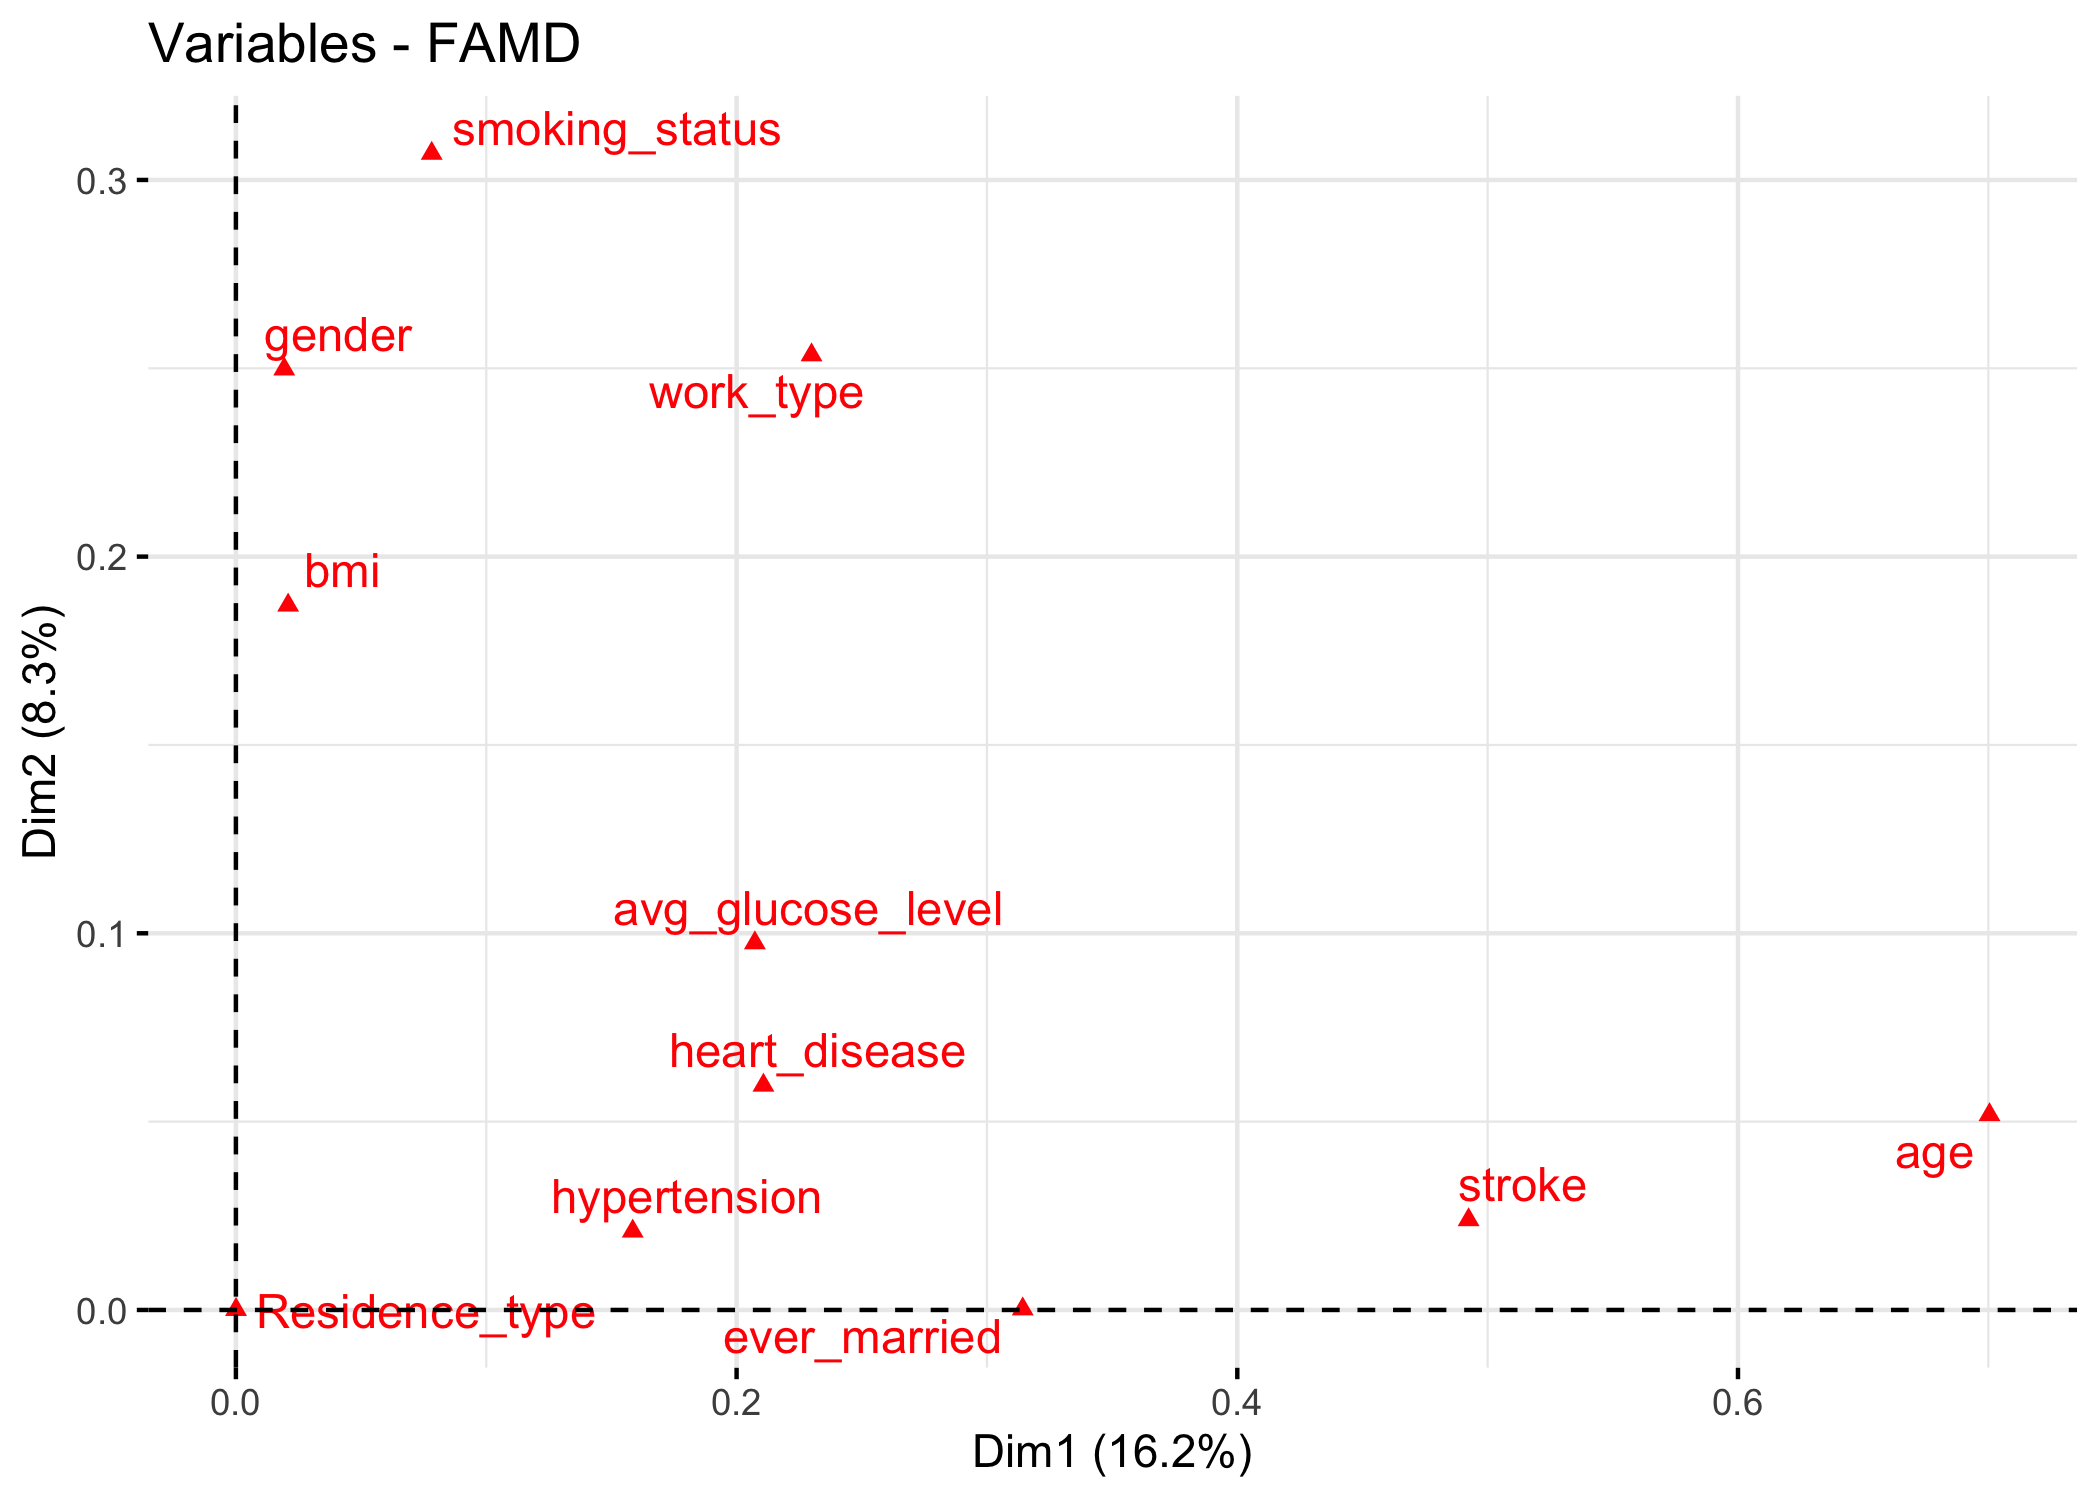 Variables - FAMD
smoking_status
0.3
gender
work_type
0.2
bmi
Dim2 (8.3%)
avg_glucose_level
0.1
heart_disease
age
stroke
hypertension
0.0
Residence_type
ever_married
0.0
0.2
0.4
0.6
Dim1 (16.2%)